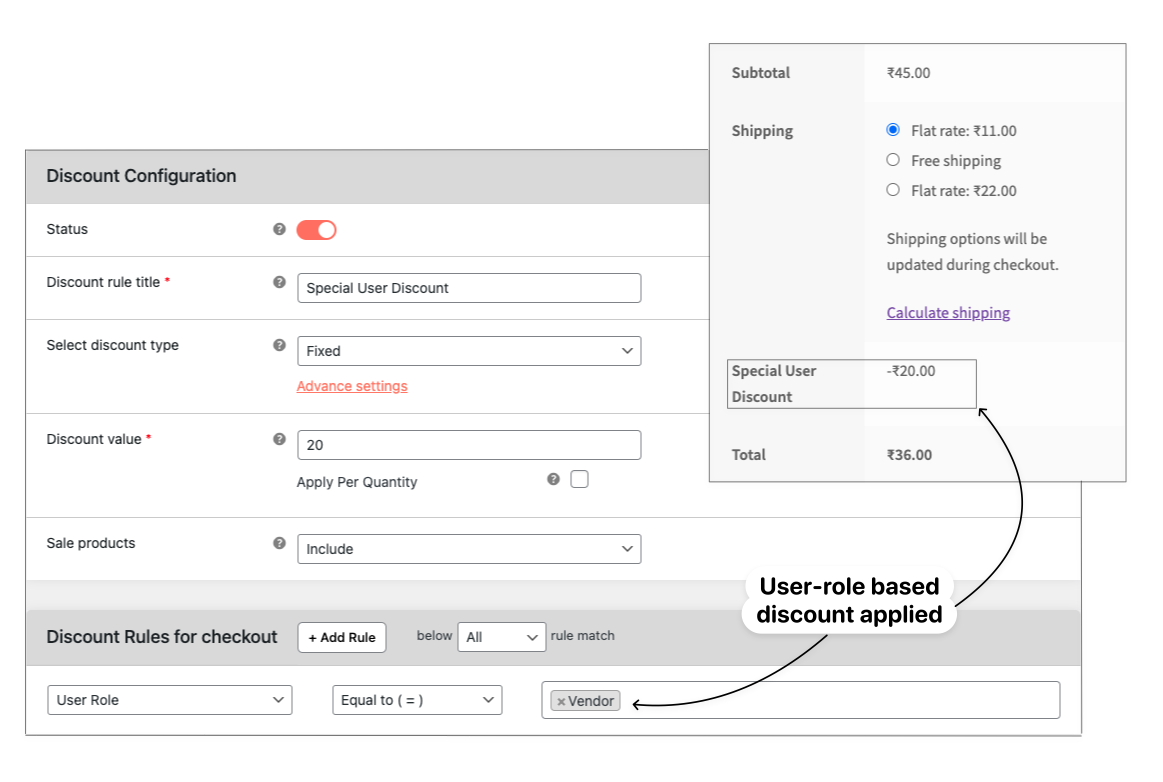 Subtotal ₹45.00
Shipping Flat rate: ₹11.00
Free shipping
Flat rate: ₹22.00
Shipping options will be
updated during checkout.
Calculate shipping
Special User -₹20.00
Discount
Total ₹36.00
Discount Configuration
Status ?
Discount rule title * ? Special User Discount
Select discount type ? Fixed
Advance settings
Discount value * ? 20
Apply Per Quantity ?
Sale products ? Include
User-role based
discount applied
Discount Rules for checkout + Add Rule below All rule match
User Role Equal to ( = ) × Vendor